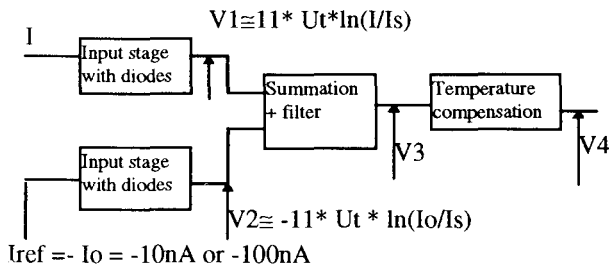 V1≅11* Ut*ln(I/Is)
I
Input stage
with diodes
Summation
+ filter
Temperature
compensation
Input stage
with diodes
V3
V4
V2≅ -11* Ut * ln(Io/Is)
Iref =- Io = -10nA or -100nA